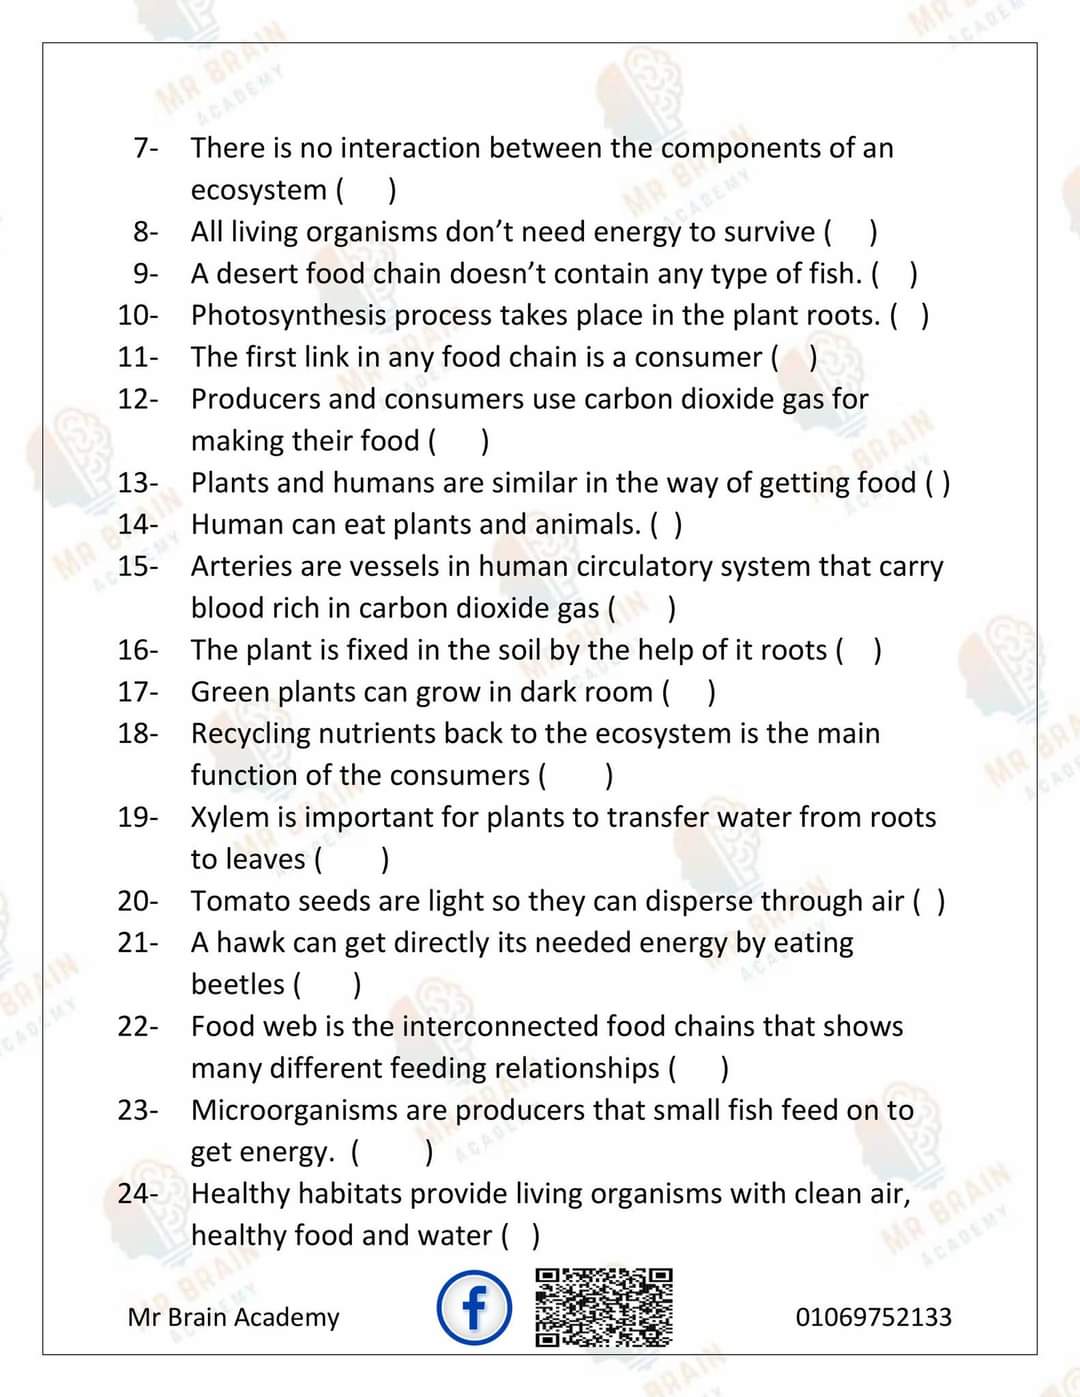 7- There is no interaction between the components of an
ecosystem ( )
8- All living organisms don’t need energy to survive ( )
9- A desert food chain doesn’t contain any type of fish. ( )
10- Photosynthesis process takes place in the plant roots. ( )
11- The first link in any food chain is a consumer ( )
12- Producers and consumers use carbon dioxide gas for
making their food ( )
13- Plants and humans are similar in the way of getting food ( )
14- Human can eat plants and animals. ( )
15- Arteries are vessels in human circulatory system that carry
blood rich in carbon dioxide gas ( )
16- The plant is fixed in the soil by the help of it roots ( )
17- Green plants can grow in dark room ( )
18- Recycling nutrients back to the ecosystem is the main
function of the consumers ( )
19- Xylem is important for plants to transfer water from roots
to leaves ( )
20- Tomato seeds are light so they can disperse through air ( )
21- A hawk can get directly its needed energy by eating
beetles ( )
22- Food web is the interconnected food chains that shows
many different feeding relationships ( )
23- Microorganisms are producers that small fish feed on to
get energy. ( )
24- Healthy habitats provide living organisms with clean air,
healthy food and water ( )
Mr Brain Academy
f
01069752133
MR BRAIN
ACADEMY